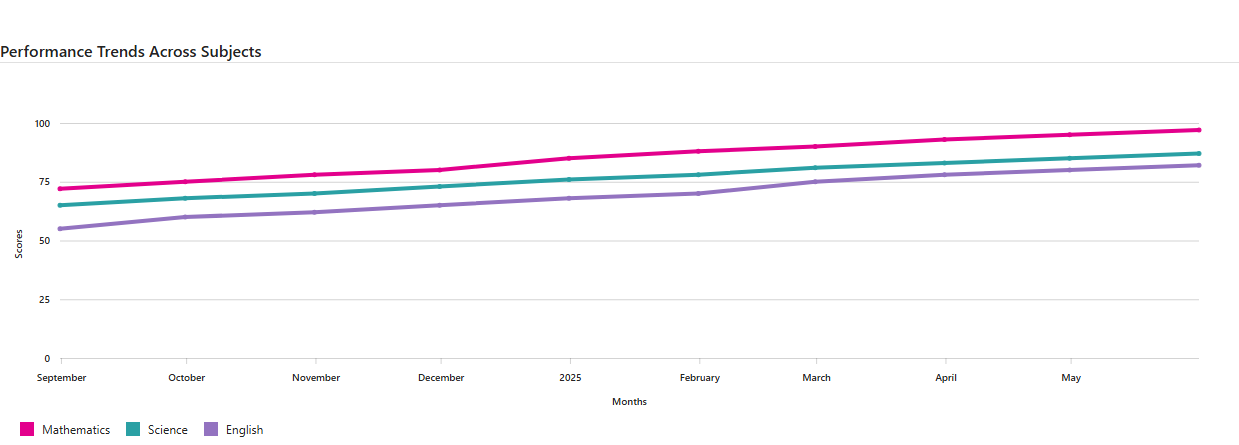 Performance Trends Across Subjects
100
75
50
25
0
Scores
September October November December 2025 February March April May
Months
Mathematics Science English